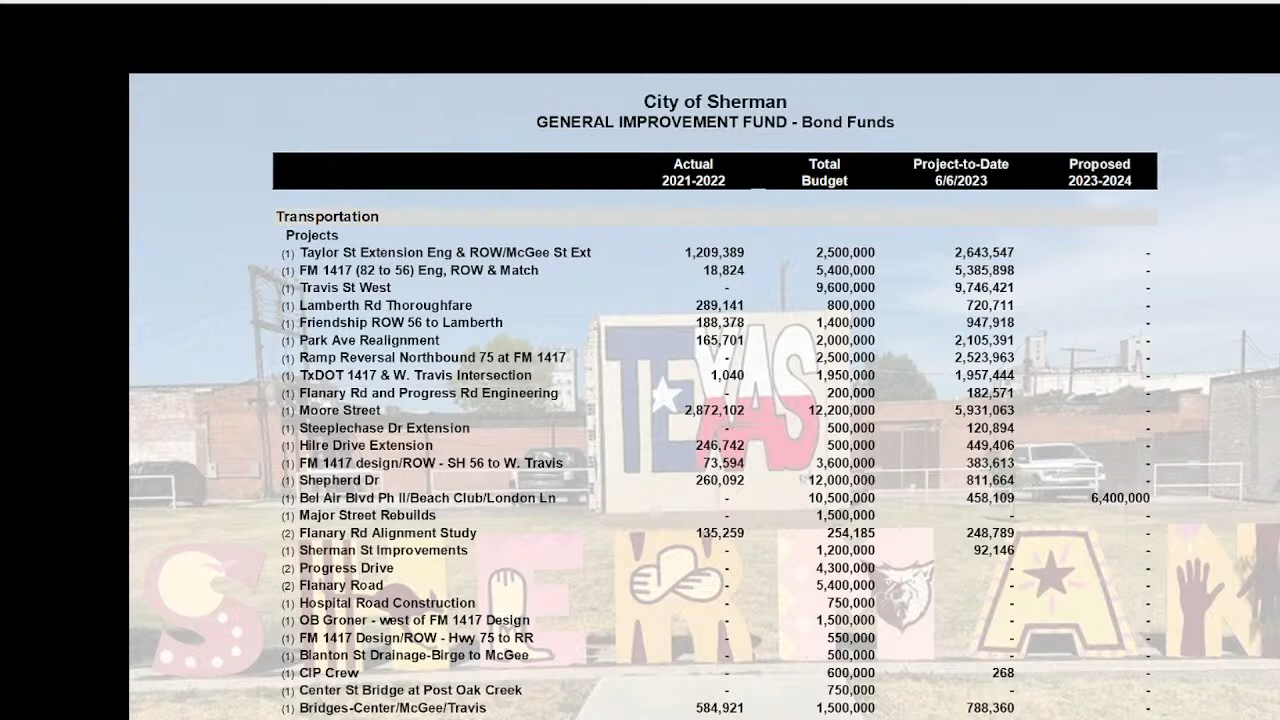 City of Sherman
GENERAL IMPROVEMENT FUND - Bond Funds
Actual 2021-2022 Total Budget Project-to-Date 6/6/2023 Proposed 2023-2024
Transportation
Projects
(1) Taylor St Extension Eng & ROW/McGee St Ext 1,209,389 2,500,000 2,643,547 -
(1) FM 1417 (82 to 56) Eng, ROW & Match 18,824 5,400,000 5,385,898 -
(1) Travis St West - 9,600,000 9,746,421 -
(1) Lamberth Rd Thoroughfare 289,141 800,000 720,711 -
(1) Friendship ROW 56 to Lamberth 188,378 1,400,000 947,918 -
(1) Park Ave Realignment 165,701 2,000,000 2,105,391 -
(1) Ramp Reversal Northbound 75 at FM 1417 - 2,500,000 2,523,963 -
(1) TxDOT 1417 & W. Travis Intersection 1,040 1,950,000 1,957,444 -
(1) Flanary Rd and Progress Rd Engineering - 200,000 182,571 -
(1) Moore Street 2,872,102 12,200,000 5,931,063 -
(1) Steeplechase Dr Extension - 500,000 120,894 -
(1) Hilre Drive Extension 246,742 500,000 449,406 -
(1) FM 1417 design/ROW - SH 56 to W. Travis 73,594 3,600,000 383,613 -
(1) Shepherd Dr 260,092 12,000,000 811,664 -
(1) Bel Air Blvd Ph II/Beach Club/London Ln - 10,500,000 458,109 6,400,000
(1) Major Street Rebuilds - 1,500,000 - -
(2) Flanary Rd Alignment Study 135,259 254,185 248,789 -
(1) Sherman St Improvements - 1,200,000 92,146 -
(2) Progress Drive - 4,300,000 - -
(2) Flanary Road - 5,400,000 - -
(1) Hospital Road Construction - 750,000 - -
(1) OB Groner - west of FM 1417 Design - 1,500,000 - -
(1) FM 1417 Design/ROW - Hwy 75 to RR - 550,000 - -
(1) Blanton St Drainage-Birge to McGee - 500,000 - -
(1) CIP Crew - 600,000 268 -
(1) Center St Bridge at Post Oak Creek - 750,000 - -
(1) Bridges-Center/McGee/Travis 584,921 1,500,000 788,360 -
TEXAS
SHERMAN